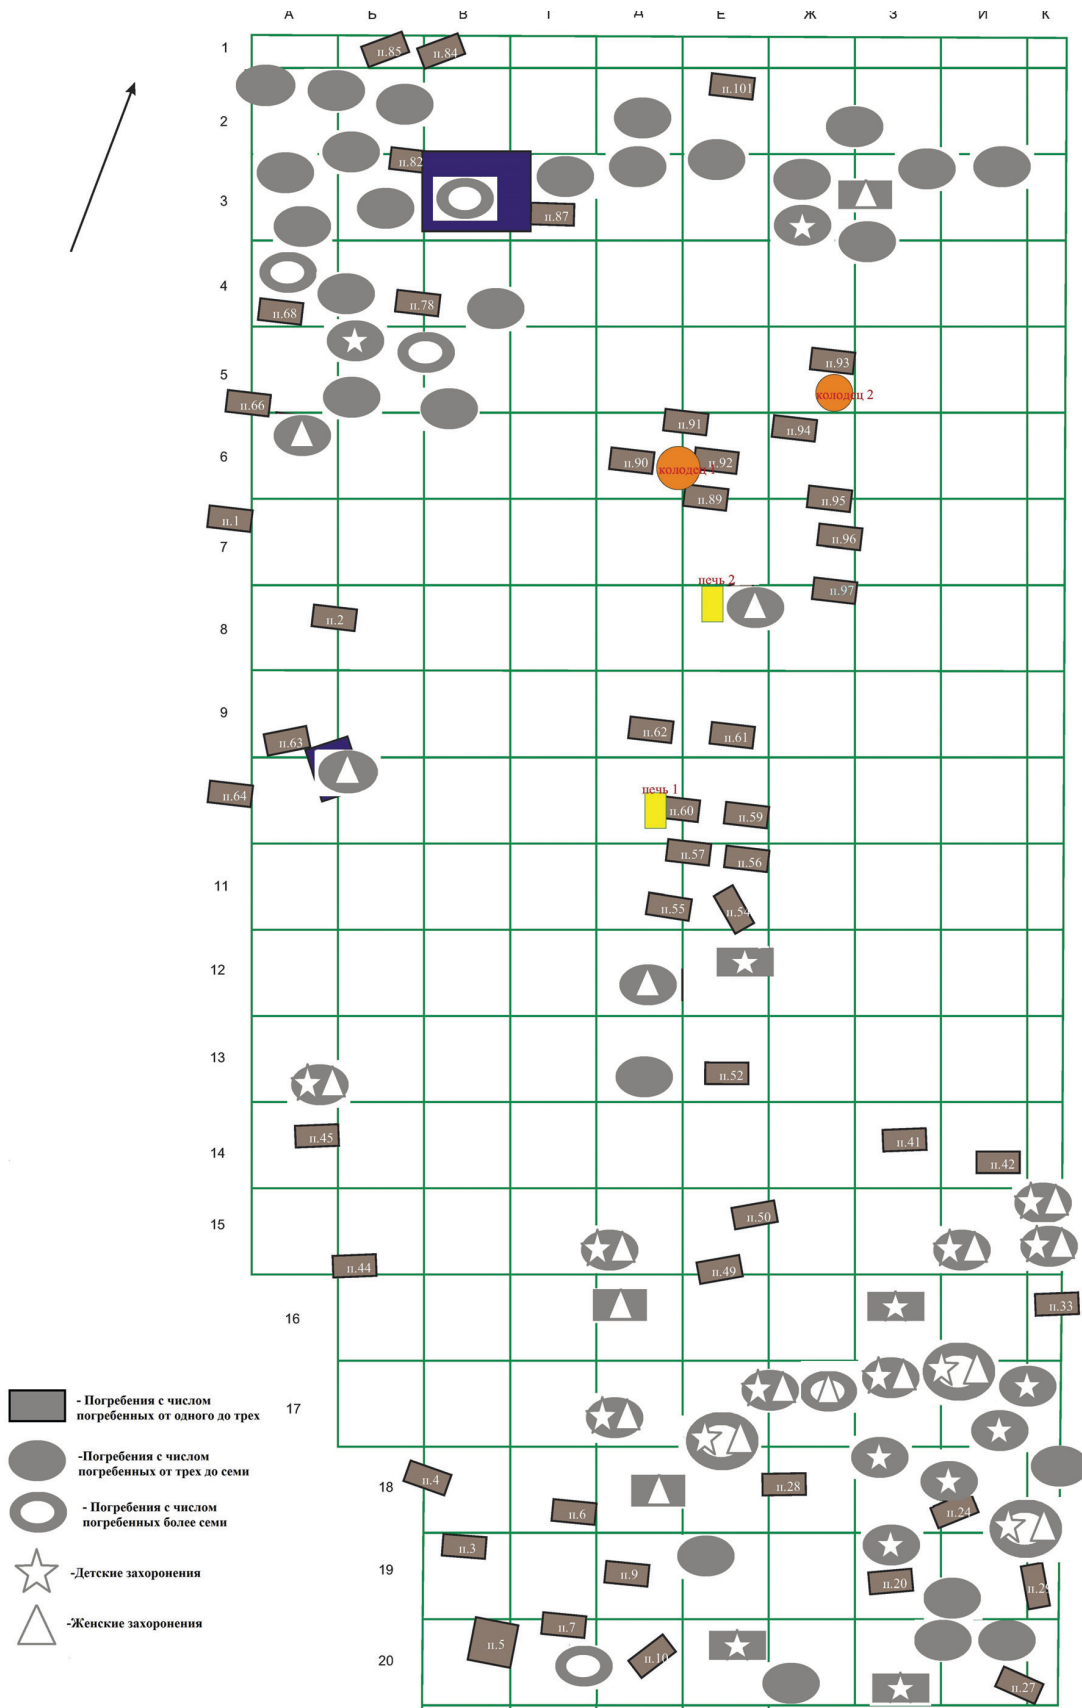 А Б В Г Д Е Ж З И К
1
п.85
п.84
п.101
2
п.82
3
п.87
4
п.78
п.68
п.93
5
колодец 2
п.66
п.91
п.94
6
п.90
колодец 1
п.92
п.89
п.95
п.1
п.96
7
печь 2
п.97
п.2
8
9
п.62
п.61
п.63
печь 1
п.64
п.60
п.59
п.57
п.56
11
п.55
п.54
12
13
п.52
п.45
п.41
14
п.42
15
п.50
п.44
п.49
п.33
16
- Погребения с числом
погребенных от одного до трех
17
-Погребения с числом
погребенных от трех до семи
п.4
18
п.28
- Погребения с числом
погребенных более семи
п.6
п.24
п.3
19
-Детские захоронения
п.9
п.20
п.29
-Женские захоронения
п.7
п.5
20
п.10
п.27